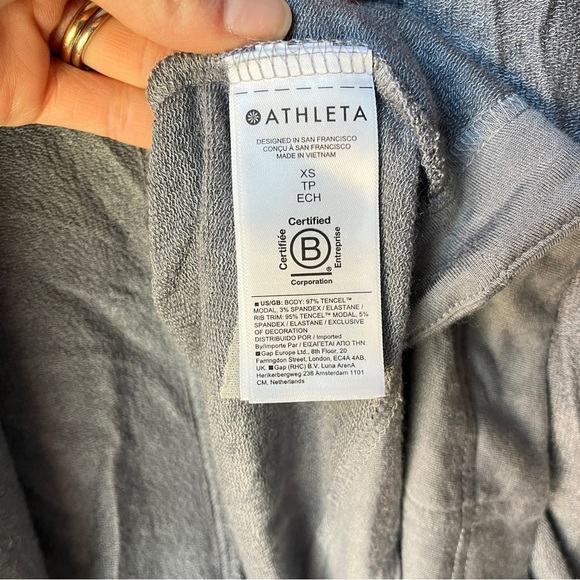 ATHLETA
DESIGNED IN SAN FRANCISCO
CONÇU À SAN FRANCISCO
MADE IN VIETNAM
XS
TP
ECH
Certified
Certifiée
B
®
Entreprise
Corporation
■ US/GB: BODY: 97% TENCEL™
MODAL, 3% SPANDEX / ELASTANE /
RIB TRIM: 95% TENCEL™ MODAL, 5%
SPANDEX / ELASTANE / EXCLUSIVE
OF DECORATION
DISTRIBUIDO POR / Imported
By/Importe Par / ΕΙΣΑΓΕΤΑΙ ΑΠΟ ΤΗΝ:
■ Gap Europe Ltd., 8th Floor, 20
Farringdon Street, London, EC4A 4AB,
UK. ■ Gap (RHC) B.V. Luna ArenA
Herikerbergweg 238 Amsterdam 1101
CM, Netherlands